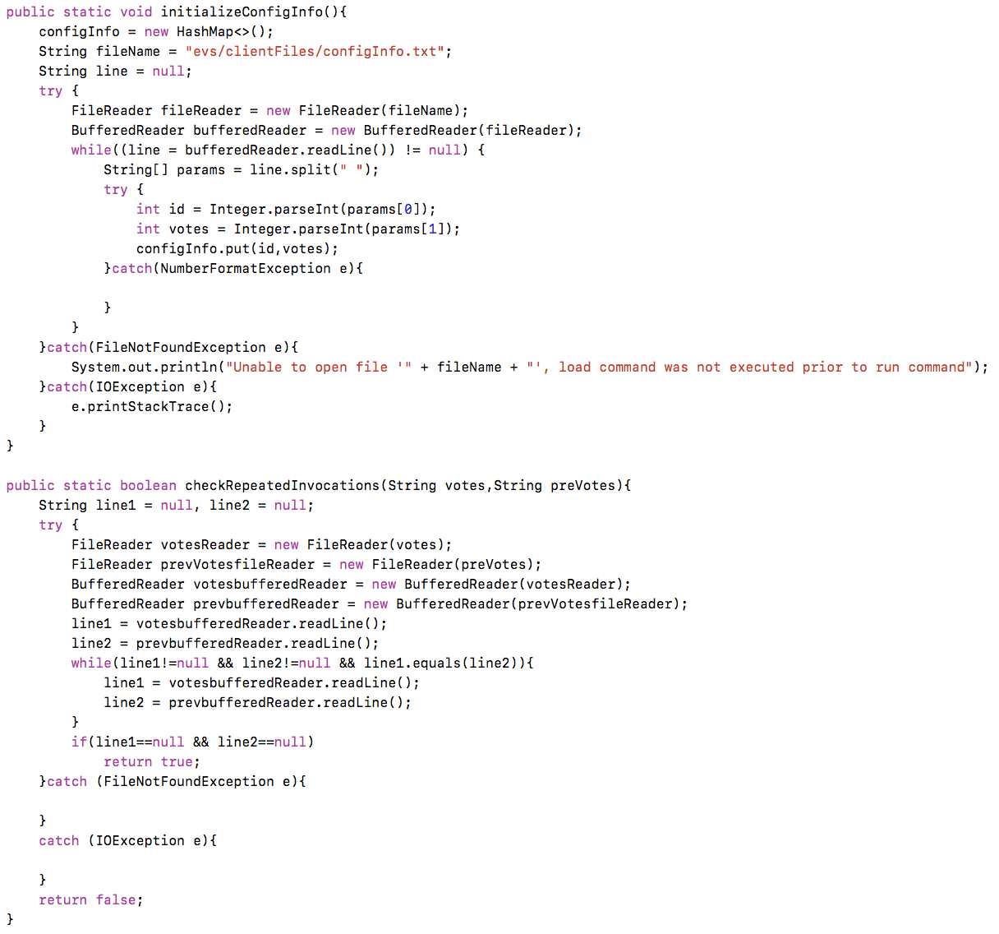 public static void initializeConfigInfo(){
    configInfo = new HashMap<>();
    String fileName = "evs/clientFiles/configInfo.txt";
    String line = null;
    try {
        FileReader fileReader = new FileReader(fileName);
        BufferedReader bufferedReader = new BufferedReader(fileReader);
        while((line = bufferedReader.readLine()) != null) {
            String[] params = line.split(" ");
            try {
                int id = Integer.parseInt(params[0]);
                int votes = Integer.parseInt(params[1]);
                configInfo.put(id,votes);
            }catch(NumberFormatException e){

            }
        }
    }catch(FileNotFoundException e){
        System.out.println("Unable to open file '" + fileName + "', load command was not executed prior to run command");
    }catch(IOException e){
        e.printStackTrace();
    }
}

public static boolean checkRepeatedInvocations(String votes,String preVotes){
    String line1 = null, line2 = null;
    try {
        FileReader votesReader = new FileReader(votes);
        FileReader prevVotesfileReader = new FileReader(preVotes);
        BufferedReader votesbufferedReader = new BufferedReader(votesReader);
        BufferedReader prevbufferedReader = new BufferedReader(prevVotesfileReader);
        line1 = votesbufferedReader.readLine();
        line2 = prevbufferedReader.readLine();
        while(line1!=null && line2!=null && line1.equals(line2)){
            line1 = votesbufferedReader.readLine();
            line2 = prevbufferedReader.readLine();
        }
        if(line1==null && line2==null)
            return true;
    }catch (FileNotFoundException e){

    }
    catch (IOException e){

    }
    return false;
}